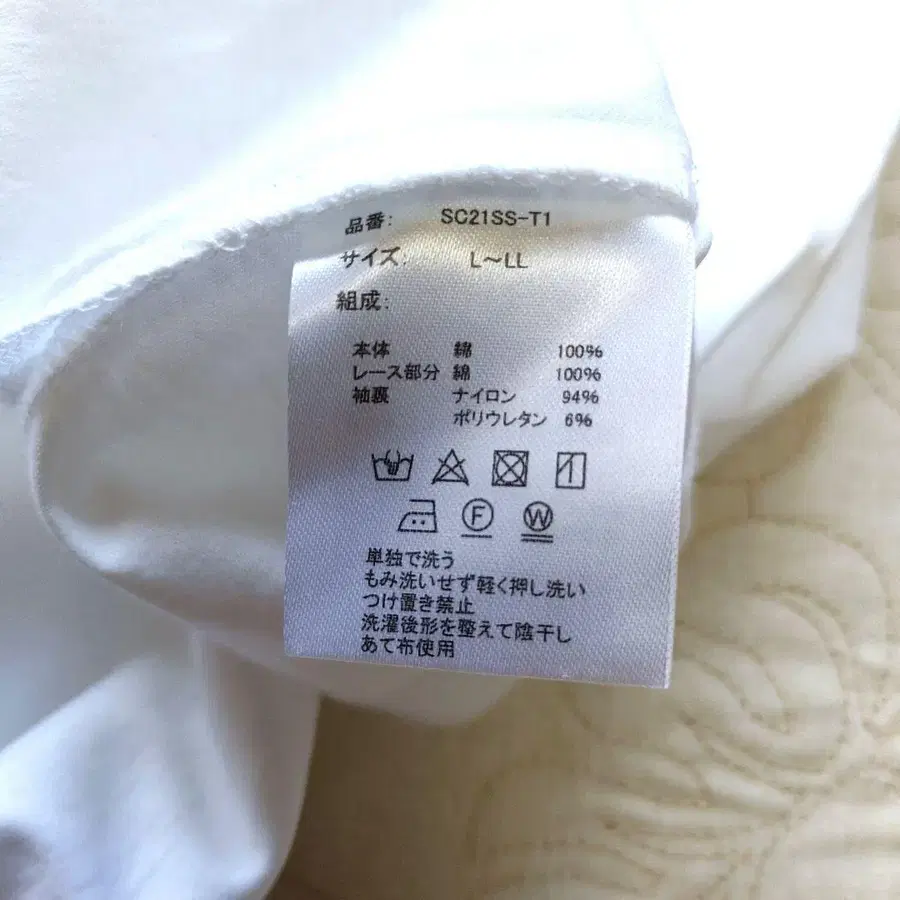 品番: SC21SS-T1
サイズ: L～LL
組成:
本体 綿 100%
レース部分 綿 100%
袖裏 ナイロン 94%
ポリウレタン 6%
F W
単独で洗う
もみ洗いせず軽く押し洗い
つけ置き禁止
洗濯後形を整えて陰干し
あて布使用